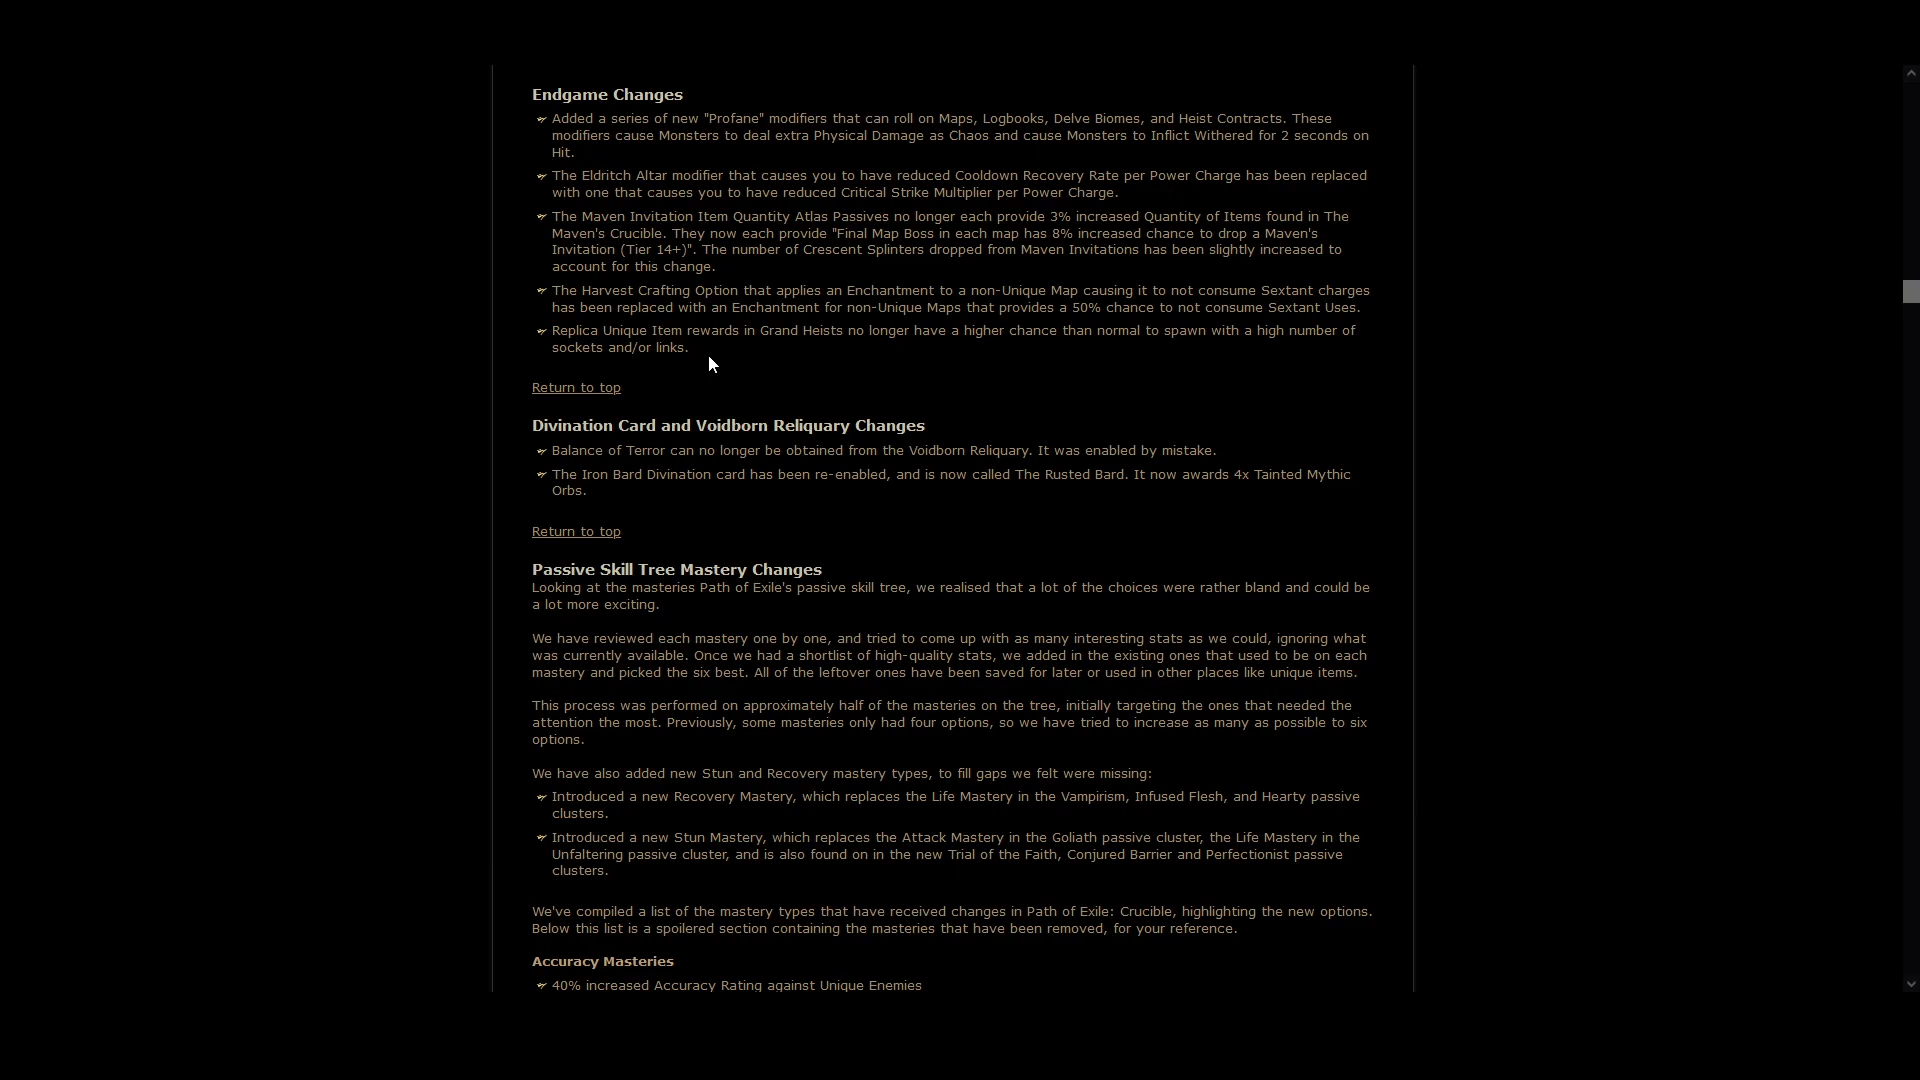 Endgame Changes
Added a series of new "Profane" modifiers that can roll on Maps, Logbooks, Delve Biomes, and Heist Contracts. These
modifiers cause Monsters to deal extra Physical Damage as Chaos and cause Monsters to Inflict Withered for 2 seconds on
Hit.
The Eldritch Altar modifier that causes you to have reduced Cooldown Recovery Rate per Power Charge has been replaced
with one that causes you to have reduced Critical Strike Multiplier per Power Charge.
The Maven Invitation Item Quantity Atlas Passives no longer each provide 3% increased Quantity of Items found in The
Maven's Crucible. They now each provide "Final Map Boss in each map has 8% increased chance to drop a Maven's
Invitation (Tier 14+)". The number of Crescent Splinters dropped from Maven Invitations has been slightly increased to
account for this change.
The Harvest Crafting Option that applies an Enchantment to a non-Unique Map causing it to not consume Sextant charges
has been replaced with an Enchantment for non-Unique Maps that provides a 50% chance to not consume Sextant Uses.
Replica Unique Item rewards in Grand Heists no longer have a higher chance than normal to spawn with a high number of
sockets and/or links.
Return to top
Divination Card and Voidborn Reliquary Changes
Balance of Terror can no longer be obtained from the Voidborn Reliquary. It was enabled by mistake.
The Iron Bard Divination card has been re-enabled, and is now called The Rusted Bard. It now awards 4x Tainted Mythic
Orbs.
Return to top
Passive Skill Tree Mastery Changes
Looking at the masteries Path of Exile's passive skill tree, we realised that a lot of the choices were rather bland and could be
a lot more exciting.
We have reviewed each mastery one by one, and tried to come up with as many interesting stats as we could, ignoring what
was currently available. Once we had a shortlist of high-quality stats, we added in the existing ones that used to be on each
mastery and picked the six best. All of the leftover ones have been saved for later or used in other places like unique items.
This process was performed on approximately half of the masteries on the tree, initially targeting the ones that needed the
attention the most. Previously, some masteries only had four options, so we have tried to increase as many as possible to six
options.
We have also added new Stun and Recovery mastery types, to fill gaps we felt were missing:
Introduced a new Recovery Mastery, which replaces the Life Mastery in the Vampirism, Infused Flesh, and Hearty passive
clusters.
Introduced a new Stun Mastery, which replaces the Attack Mastery in the Goliath passive cluster, the Life Mastery in the
Unfaltering passive cluster, and is also found on in the new Trial of the Faith, Conjured Barrier and Perfectionist passive
clusters.
We've compiled a list of the mastery types that have received changes in Path of Exile: Crucible, highlighting the new options.
Below this list is a spoilered section containing the masteries that have been removed, for your reference.
Accuracy Masteries
40% increased Accuracy Rating against Unique Enemies